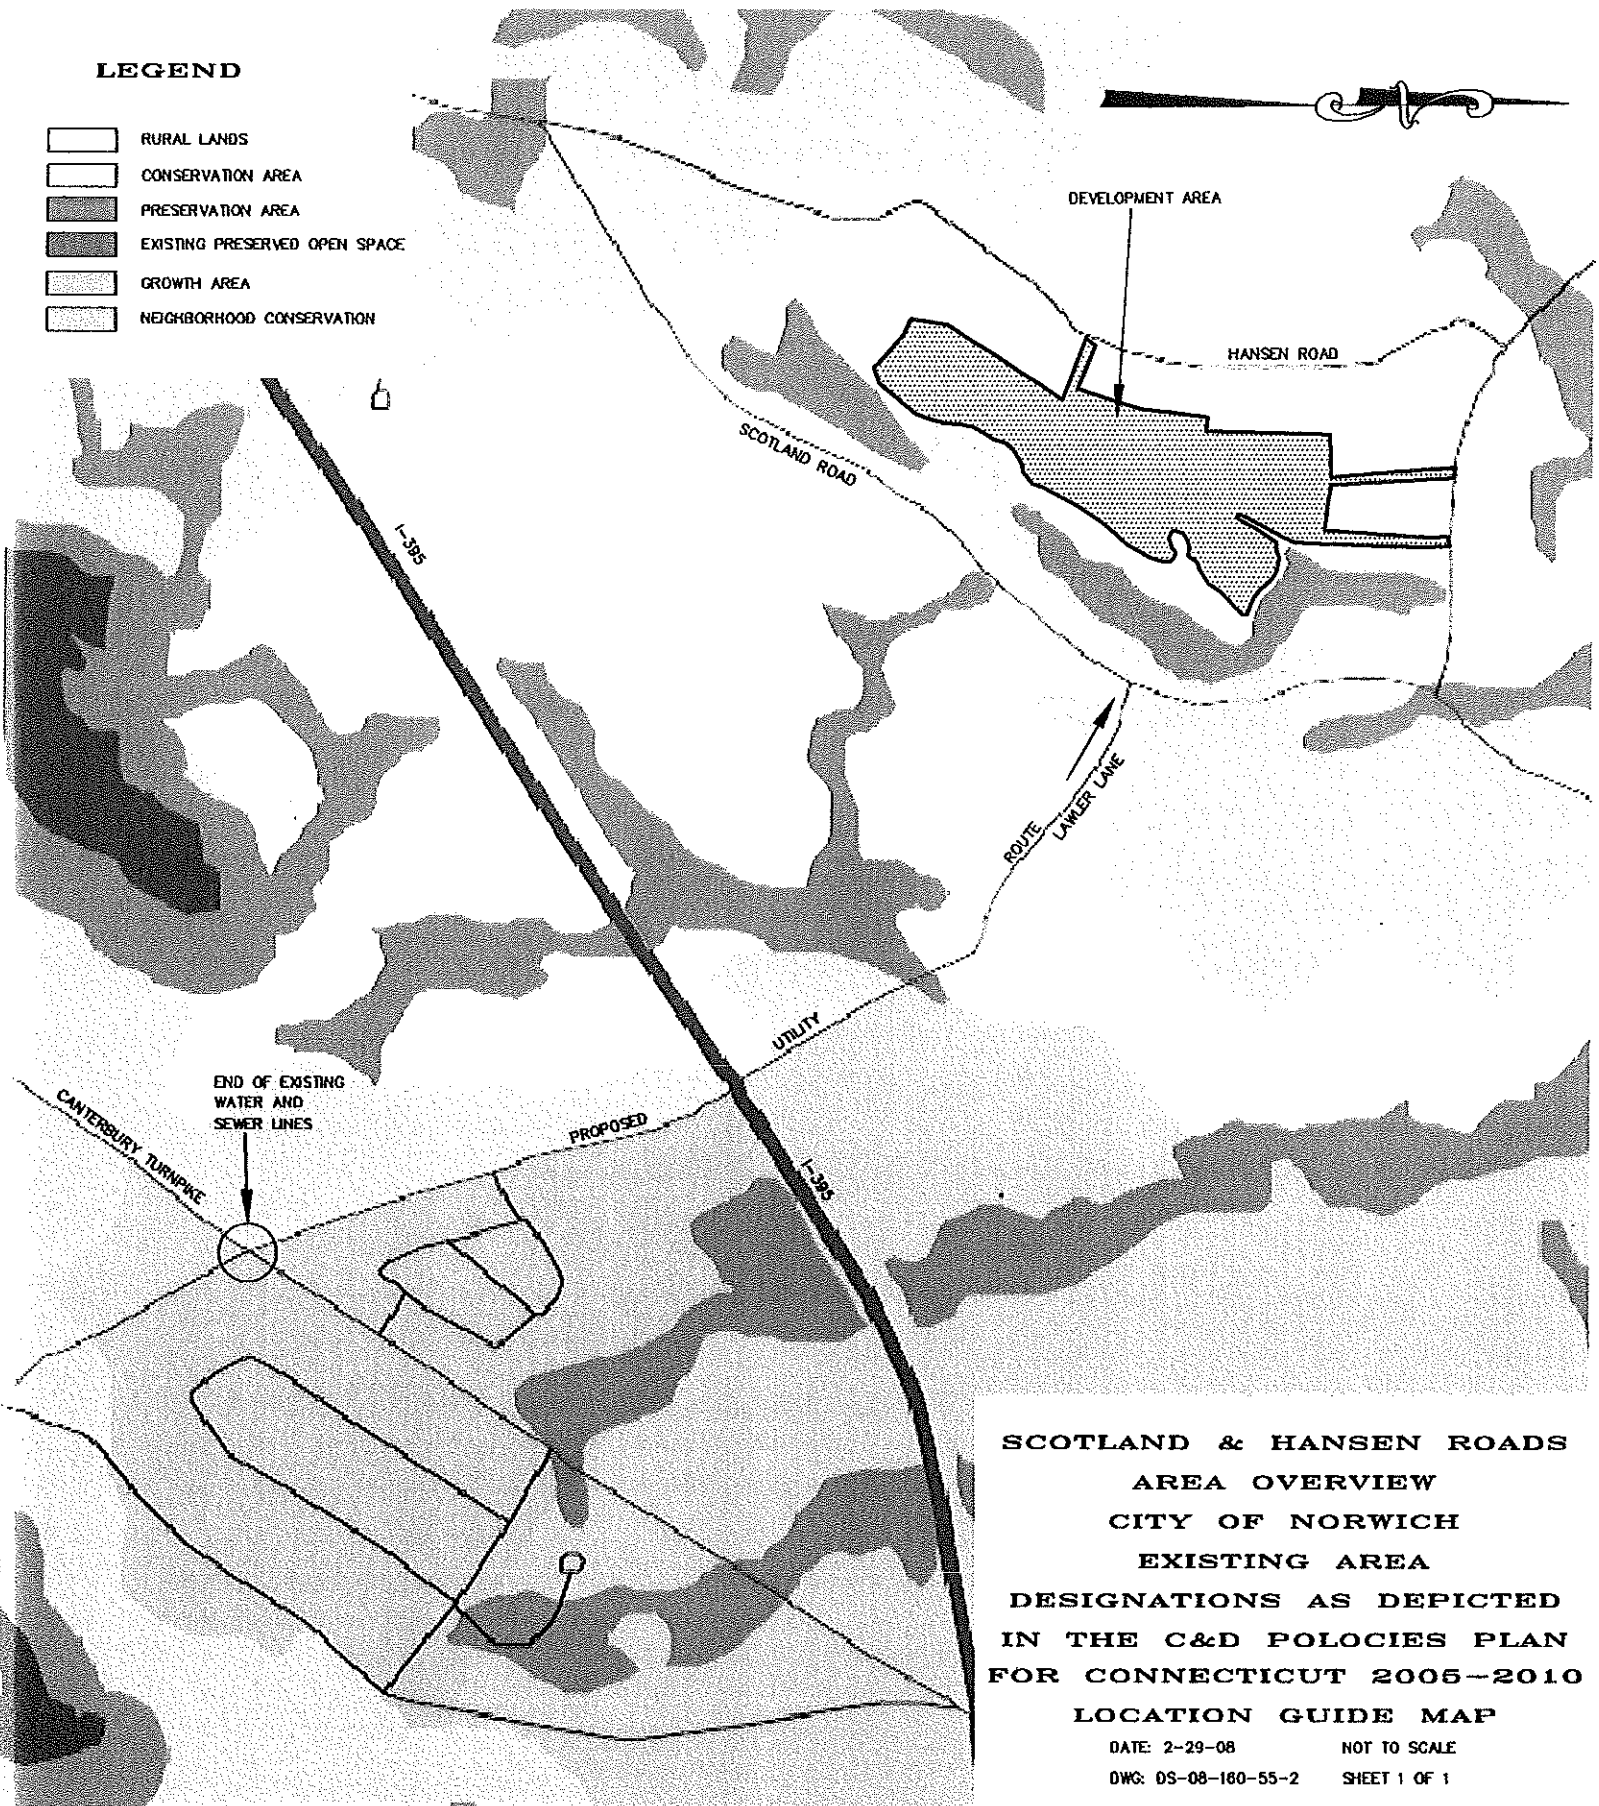 LEGEND
RURAL LANDS
CONSERVATION AREA
PRESERVATION AREA
EXISTING PRESERVED OPEN SPACE
GROWTH AREA
NEIGHBORHOOD CONSERVATION
N
DEVELOPMENT AREA
HANSEN ROAD
SCOTLAND ROAD
I-395
ROUTE
LAWLER LANE
UTILITY
PROPOSED
END OF EXISTING
WATER AND
SEWER LINES
CANTERBURY TURNPIKE
I-395
SCOTLAND & HANSEN ROADS
AREA OVERVIEW
CITY OF NORWICH
EXISTING AREA
DESIGNATIONS AS DEPICTED
IN THE C&D POLOCIES PLAN
FOR CONNECTICUT 2005-2010
LOCATION GUIDE MAP
DATE: 2-29-08 NOT TO SCALE
DWG: DS-08-160-55-2 SHEET 1 OF 1